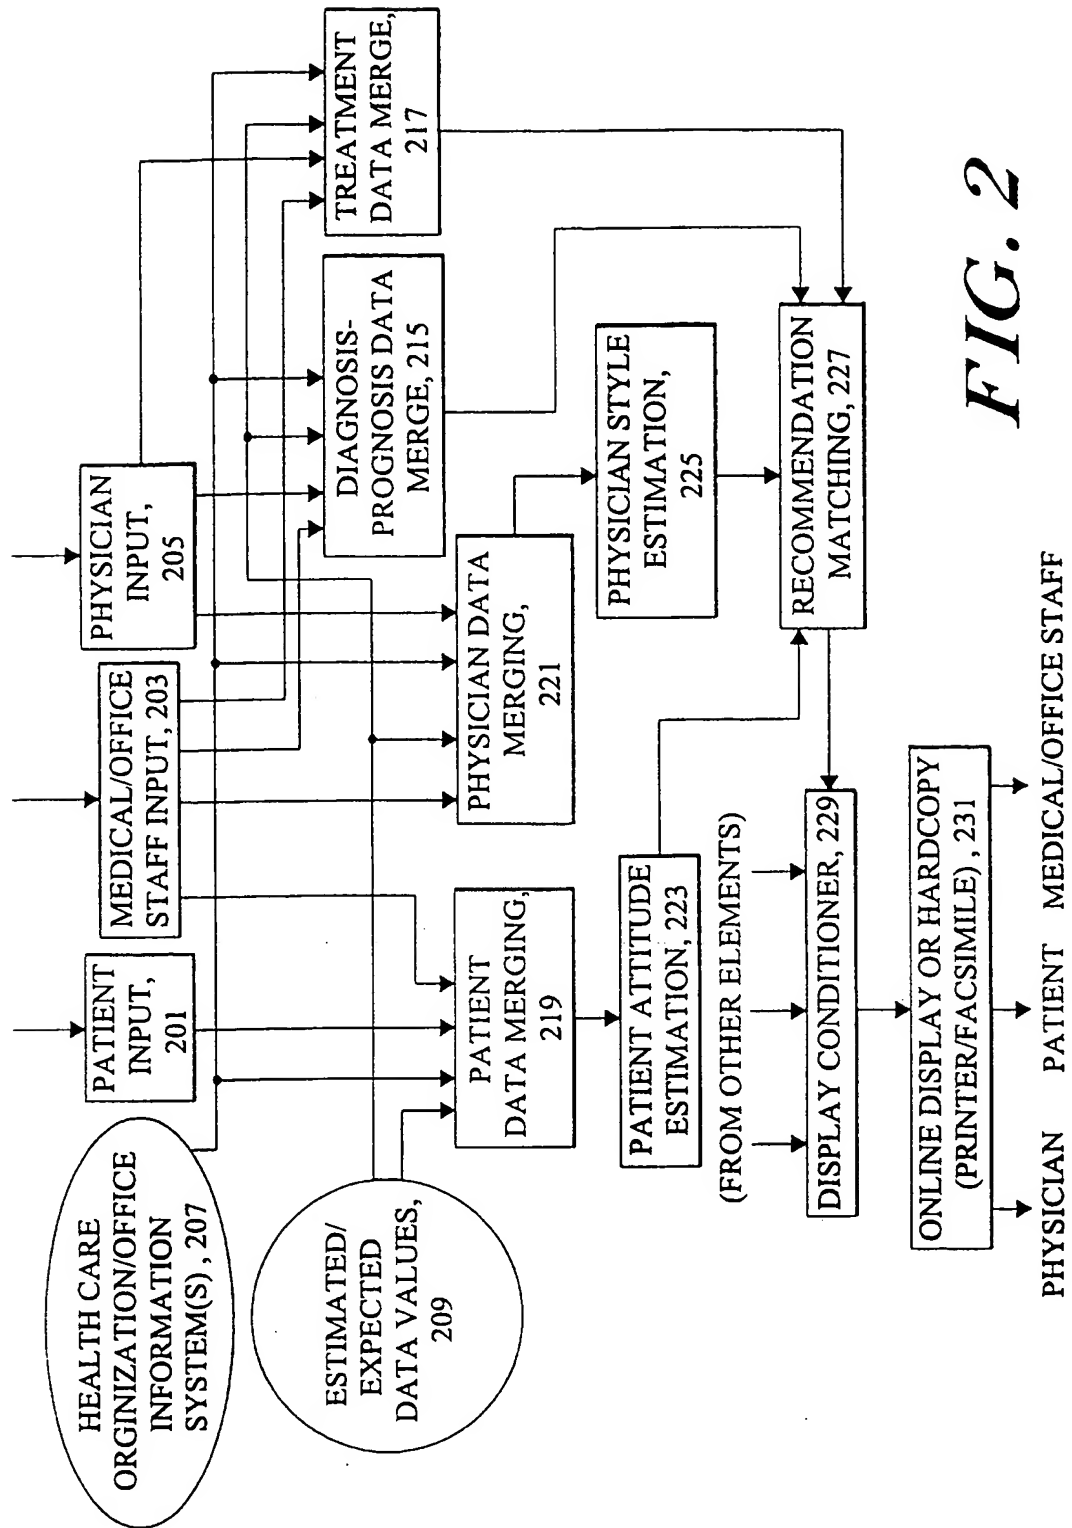 HEALTH CARE
ORGINIZATION/OFFICE
INFORMATION
SYSTEM(S) , 207
PATIENT
INPUT,
201
MEDICAL/OFFICE
STAFF INPUT, 203
PHYSICIAN
INPUT,
205
ESTIMATED/
EXPECTED
DATA VALUES,
209
DIAGNOSIS-
PROGNOSIS DATA
MERGE, 215
TREATMENT
DATA MERGE,
217
PATIENT
DATA MERGING,
219
PHYSICIAN DATA
MERGING,
221
PATIENT ATTITUDE
ESTIMATION, 223
PHYSICIAN STYLE
ESTIMATION,
225
(FROM OTHER ELEMENTS)
RECOMMENDATION
MATCHING, 227
DISPLAY CONDITIONER, 229
ONLINE DISPLAY OR HARDCOPY
(PRINTER/FACSIMILE) , 231
PHYSICIAN PATIENT MEDICAL/OFFICE STAFF
FIG. 2